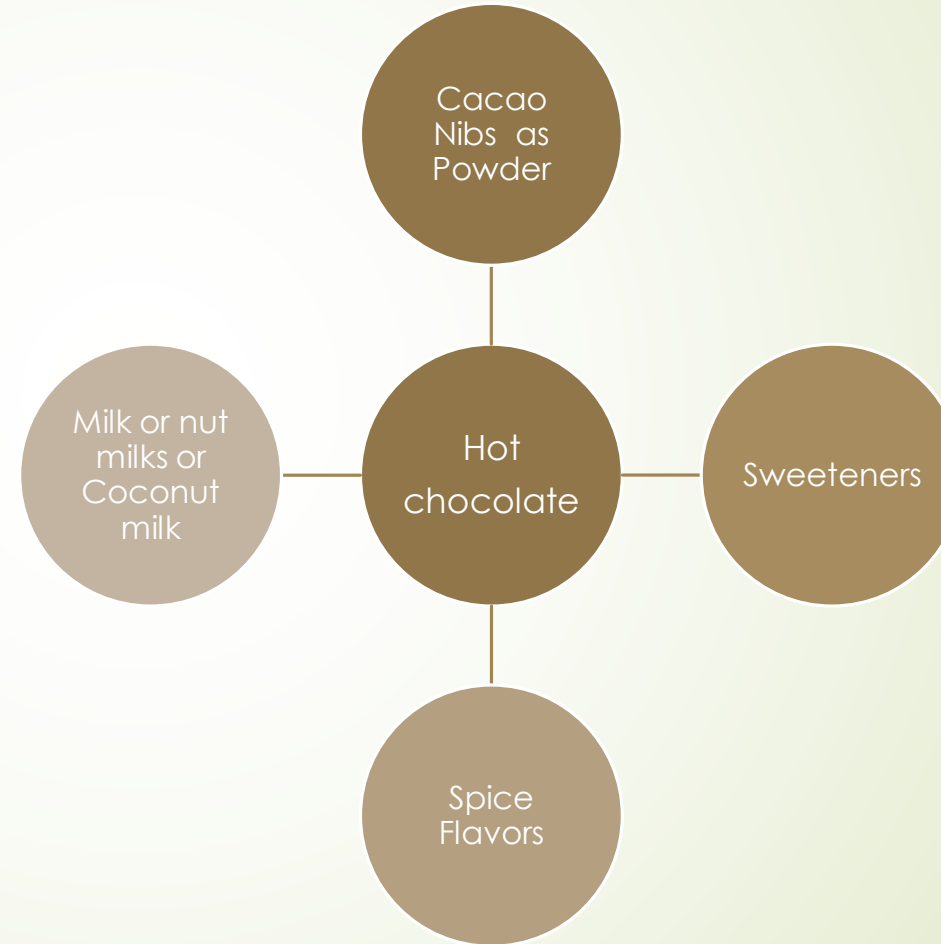 Cacao
Nibs as
Powder
Milk or nut
milks or
Coconut
milk
Hot
chocolate
Sweeteners
Spice
Flavors